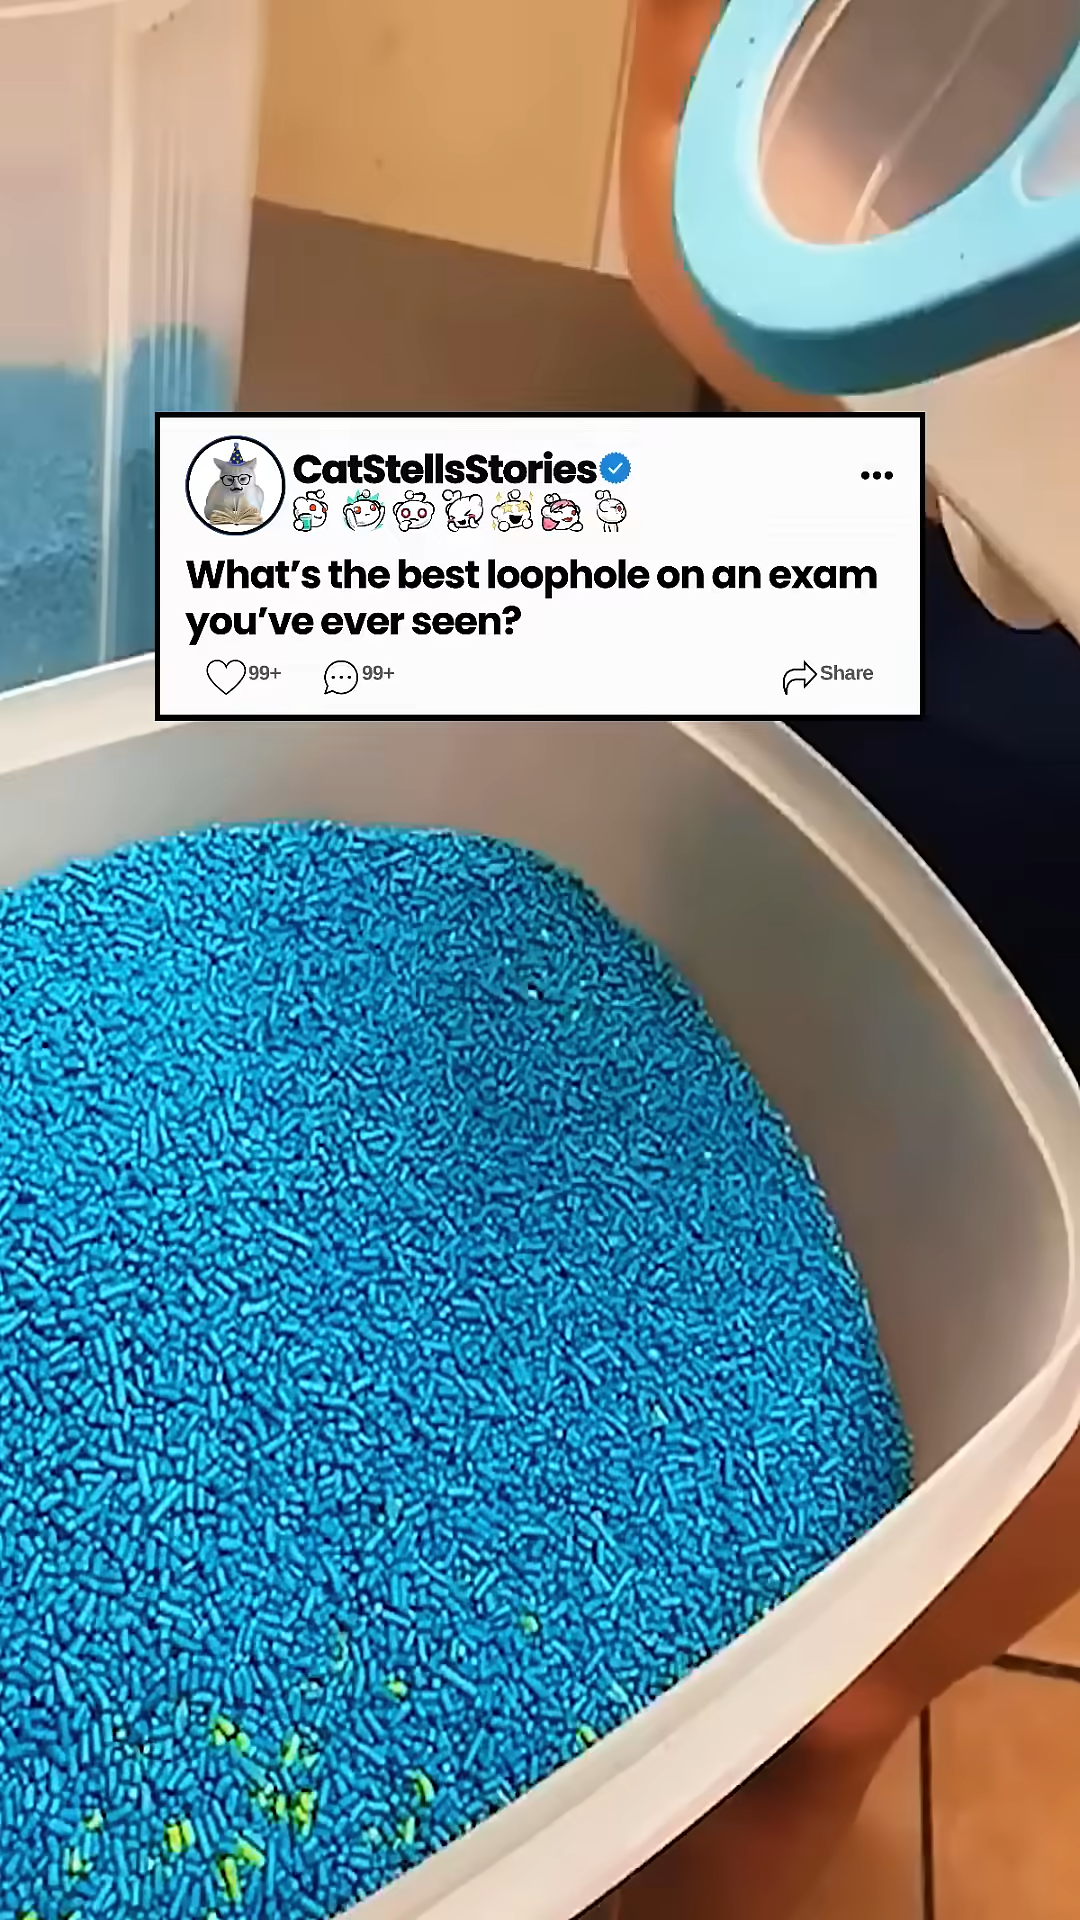 CatStellsStories
What's the best loophole on an exam
you've ever seen?
99+
99+
Share